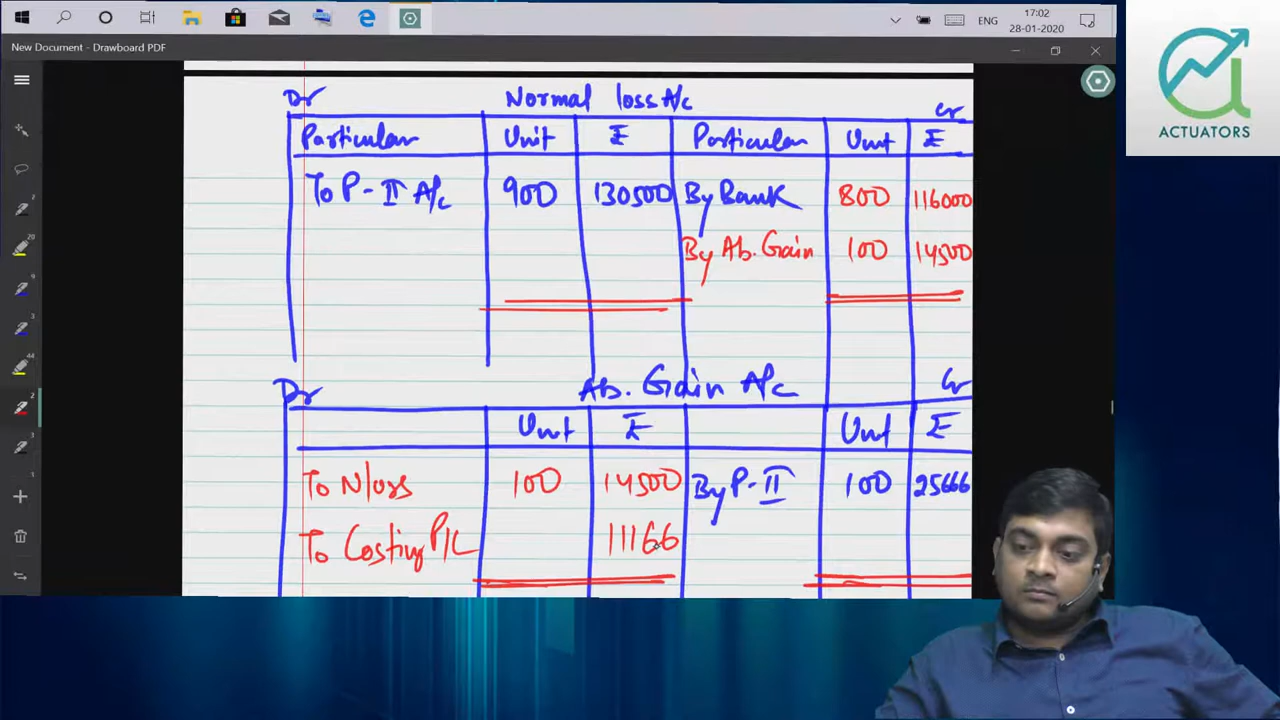 17:02
ENG
28-01-2020
New Document - Drawboard PDF
ACTUATORS
Dr Normal loss A/c Cr
Particular Unit ₹ Particular Unit ₹
To P-II A/c 900 130500 By Bank 800 116000
By Ab. Gain 100 14500
Dr Ab. Gain A/c Cr
Unit ₹ Unit ₹
To N/loss 100 14500 By P-II 100 25666
To Costing P/L 11166